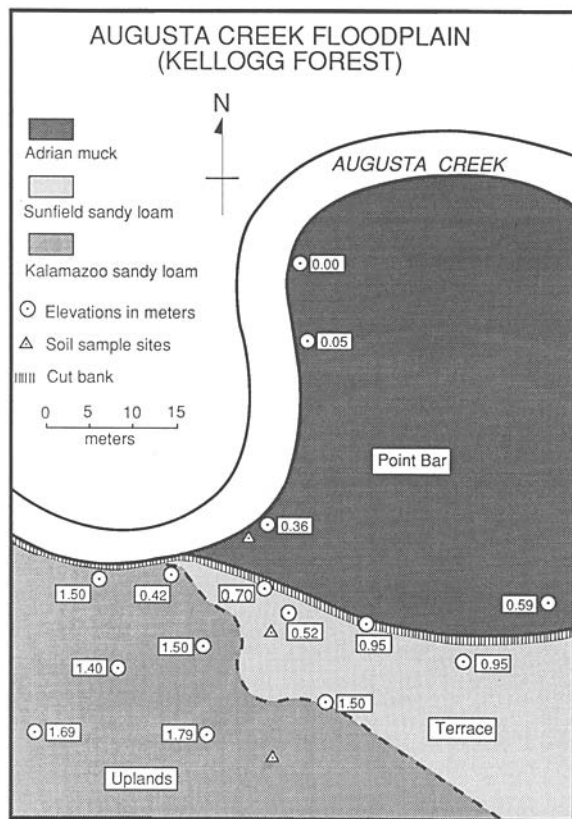 AUGUSTA CREEK FLOODPLAIN
(KELLOGG FOREST)
N
Adrian muck
Sunfield sandy loam
Kalamazoo sandy loam
Elevations in meters
Soil sample sites
Cut bank
0 5 10 15
meters
AUGUSTA CREEK
0.00
0.05
Point Bar
0.36
1.50
0.42
0.70
0.59
0.52
0.95
0.95
1.50
1.40
1.50
1.69
1.79
Terrace
Uplands